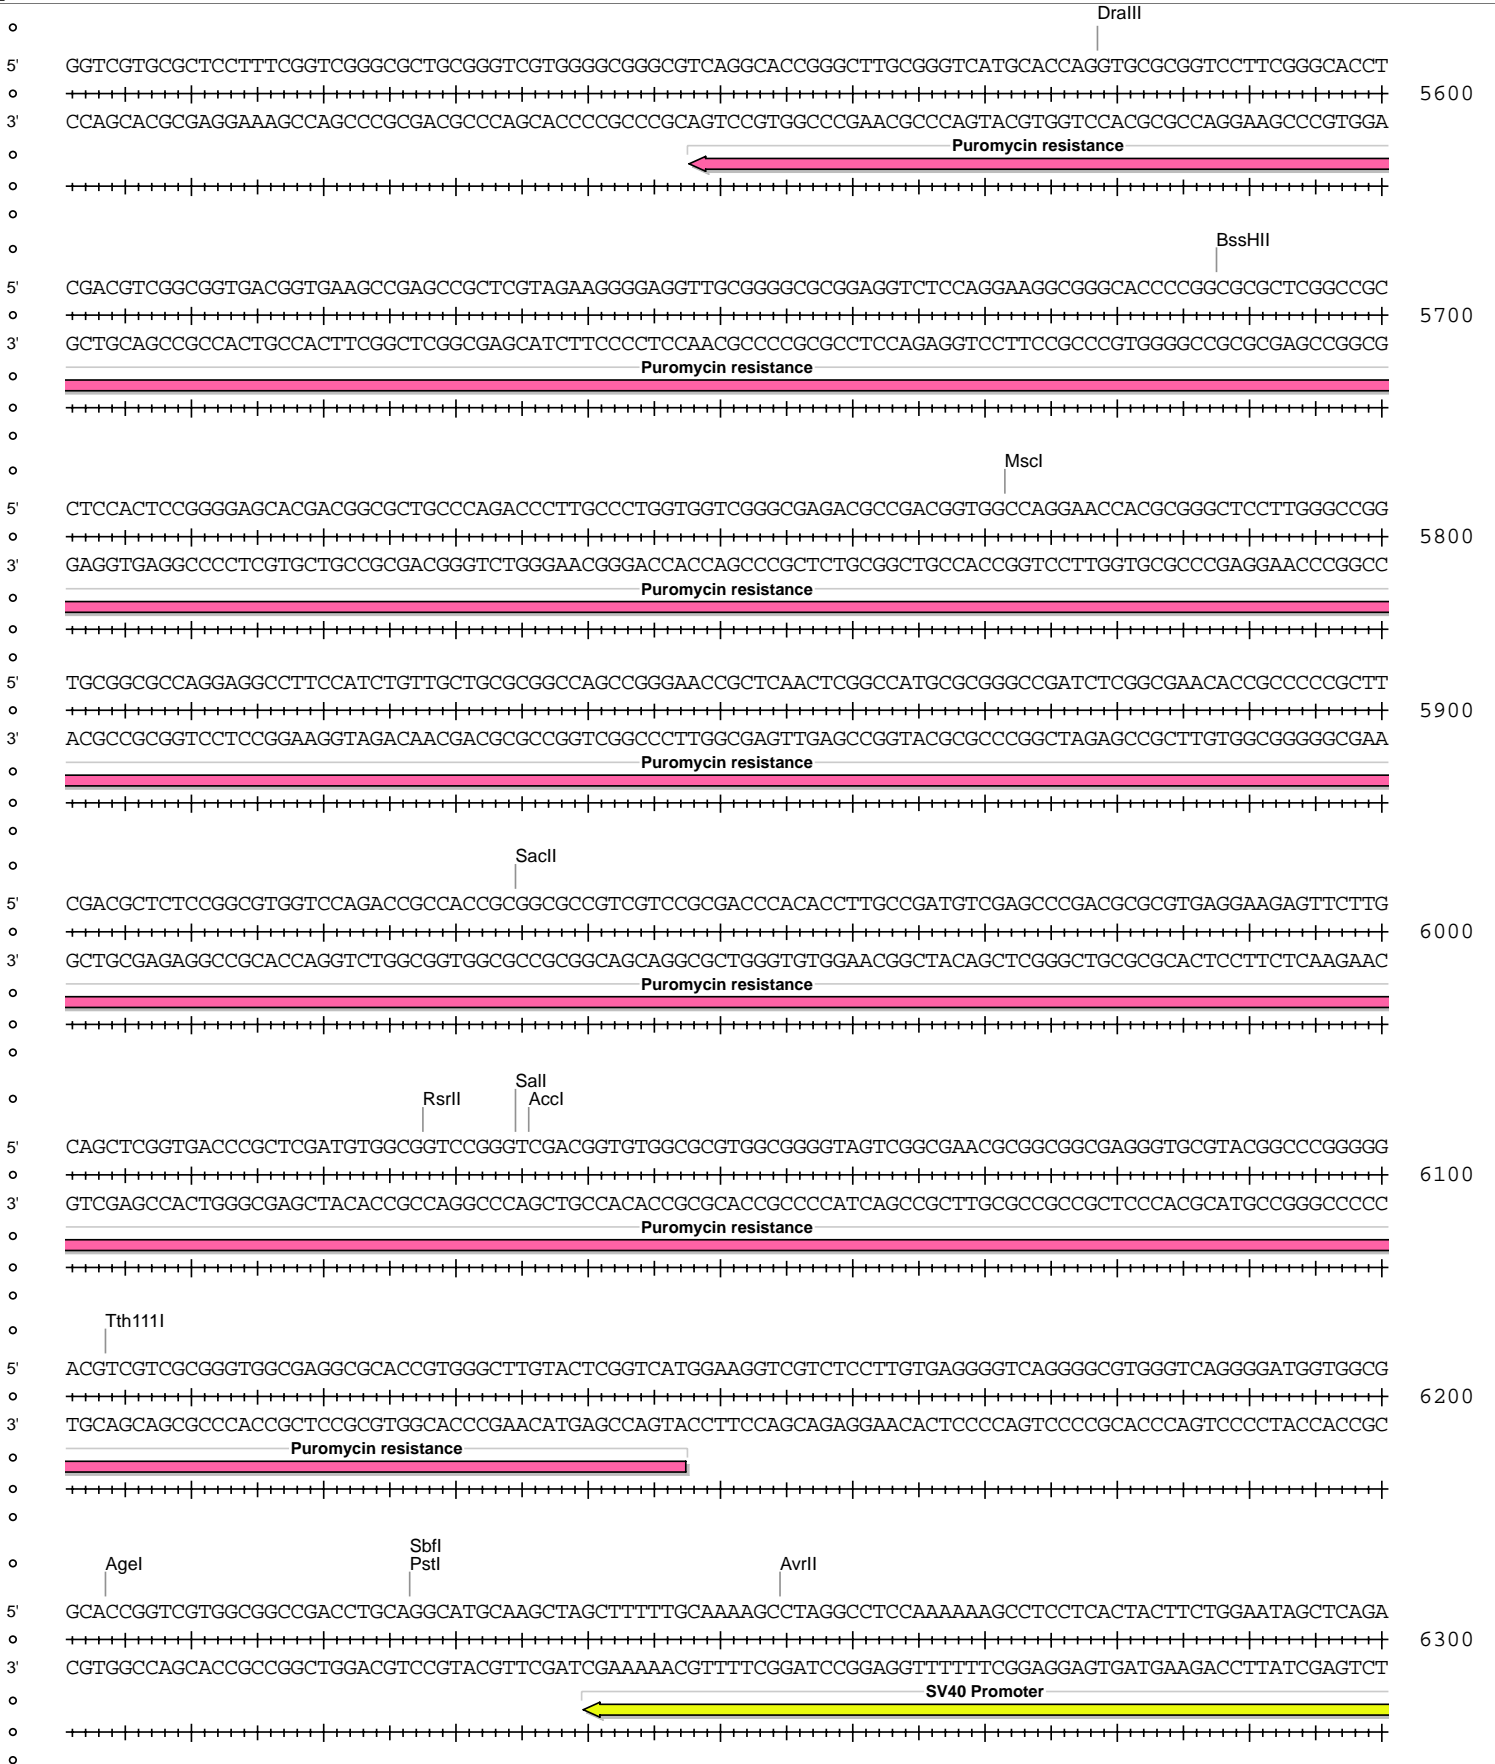 DraIII
5' GGTCGTGCGCTCCTTTCGGTCGGGCGCTGCGGGTCGTGGGGCGGGCGTCAGGCACCGGGCTTGCGGGTCATGCACCAGGTGCGCGGTCCTTCGGGCACCT
5600
3' CCAGCACGCGAGGAAAGCCAGCCCGCGACGCCCAGCACCCCGCCCGCAGTCCGTGGCCCGAACGCCCAGTACGTGGTCCACGCGCCAGGAAGCCCGTGGA
Puromycin resistance
BssHII
5' CGACGTCGGCGGTGACGGTGAAGCCGAGCCGCTCGTAGAAGGGGAGGTTGCGGGGCGCGGAGGTCTCCAGGAAGGCGGGCACCCCGGCGCGCTCGGCCGC
5700
3' GCTGCAGCCGCCACTGCCACTTCGGCTCGGCGAGCATCTTCCCCTCCAACGCCCCGCGCCTCCAGAGGTCCTTCCGCCCGTGGGGCCGCGCGAGCCGGCG
Puromycin resistance
MscI
5' CTCCACTCCGGGGAGCACGACGGCGCTGCCCAGACCCTTGCCCTGGTGGTCGGGCGAGACGCCGACGGTGGCCAGGAACCACGCGGGCTCCTTGGGCCGG
5800
3' GAGGTGAGGCCCCTCGTGCTGCCGCGACGGGTCTGGGAACGGGACCACCAGCCCGCTCTGCGGCTGCCACCGGTCCTTGGTGCGCCCGAGGAACCCGGCC
Puromycin resistance
5' TGCGGCGCCAGGAGGCCTTCCATCTGTTGCTGCGCGGCCAGCCGGGAACCGCTCAACTCGGCCATGCGCGGGCCGATCTCGGCGAACACCGCCCCCGCTT
5900
3' ACGCCGCGGTCCTCCGGAAGGTAGACAACGACGCGCCGGTCGGCCCTTGGCGAGTTGAGCCGGTACGCGCCCGGCTAGAGCCGCTTGTGGCGGGGGCGAA
Puromycin resistance
SacII
5' CGACGCTCTCCGGCGTGGTCCAGACCGCCACCGCGGCGCCGTCGTCCGCGACCCACACCTTGCCGATGTCGAGCCCGACGCGCGTGAGGAAGAGTTCTTG
6000
3' GCTGCGAGAGGCCGCACCAGGTCTGGCGGTGGCGCCGCGGCAGCAGGCGCTGGGTGTGGAACGGCTACAGCTCGGGCTGCGCGCACTCCTTCTCAAGAAC
Puromycin resistance
SalI
RsrII AccI
5' CAGCTCGGTGACCCGCTCGATGTGGCGGTCCGGGTCGACGGTGTGGCGCGTGGCGGGGTAGTCGGCGAACGCGGCGGCGAGGGTGCGTACGGCCCGGGGG
6100
3' GTCGAGCCACTGGGCGAGCTACACCGCCAGGCCCAGCTGCCACACCGCGCACCGCCCCATCAGCCGCTTGCGCCGCCGCTCCCACGCATGCCGGGCCCCC
Puromycin resistance
Tth111I
5' ACGTCGTCGCGGGTGGCGAGGCGCACCGTGGGCTTGTACTCGGTCATGGAAGGTCGTCTCCTTGTGAGGGGTCAGGGGCGTGGGTCAGGGGATGGTGGCG
6200
3' TGCAGCAGCGCCCACCGCTCCGCGTGGCACCCGAACATGAGCCAGTACCTTCCAGCAGAGGAACACTCCCCAGTCCCCGCACCCAGTCCCCTACCACCGC
Puromycin resistance
SbfI
AgeI PstI AvrII
5' GCACCGGTCGTGGCGGCCGACCTGCAGGCATGCAAGCTAGCTTTTTGCAAAAGCCTAGGCCTCCAAAAAAGCCTCCTCACTACTTCTGGAATAGCTCAGA
6300
3' CGTGGCCAGCACCGCCGGCTGGACGTCCGTACGTTCGATCGAAAAACGTTTTCGGATCCGGAGGTTTTTTCGGAGGAGTGATGAAGACCTTATCGAGTCT
SV40 Promoter